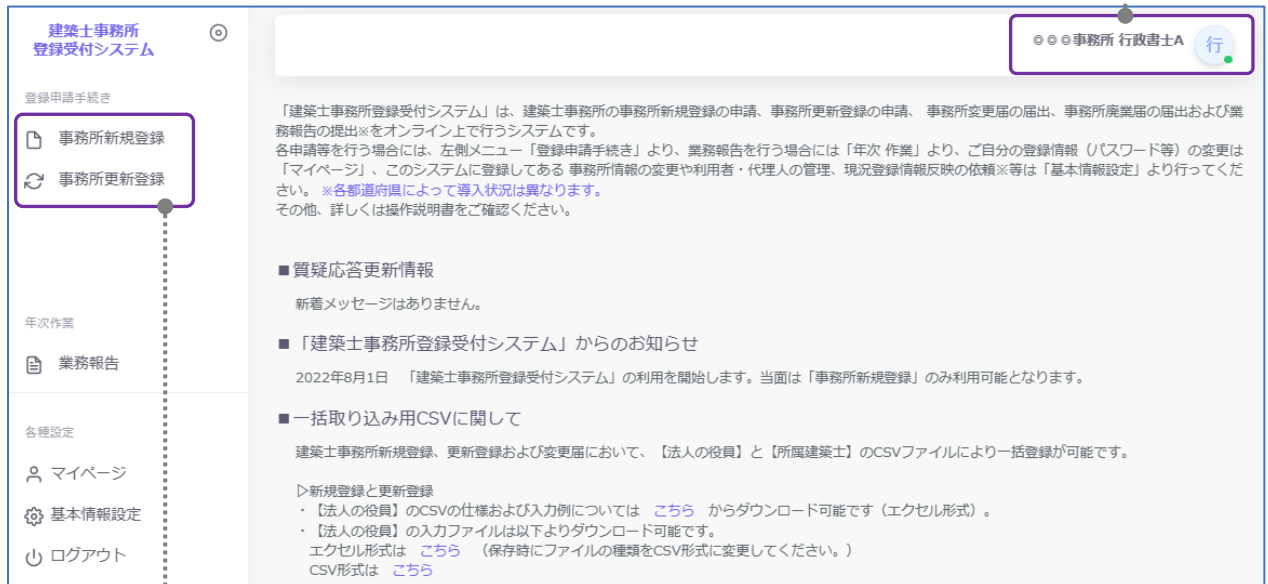 建築士事務所
登録受付システム
登録申請手続き
事務所新規登録
事務所更新登録
年次作業
業務報告
各種設定
マイページ
基本情報設定
ログアウト
◎◎◎事務所 行政書士A
行
「建築士事務所登録受付システム」は、建築士事務所の事務所新規登録の申請、事務所更新登録の申請、 事務所変更届の届出、事務所廃業届の届出および業
務報告の提出※をオンライン上で行うシステムです。
各申請等を行う場合には、左側メニュー「登録申請手続き」より、業務報告を行う場合には「年次 作業」より、ご自分の登録情報（パスワード等）の変更は
「マイページ」、このシステムに登録してある 事務所情報の変更や利用者・代理人の管理、現況登録情報反映の依頼※等は「基本情報設定」より行ってくだ
さい。 ※各都道府県によって導入状況は異なります。
その他、詳しくは操作説明書をご確認ください。
■質疑応答更新情報
新着メッセージはありません。
■「建築士事務所登録受付システム」からのお知らせ
2022年8月1日 「建築士事務所登録受付システム」の利用を開始します。当面は「事務所新規登録」のみ利用可能となります。
■一括取り込み用CSVに関して
建築士事務所新規登録、更新登録および変更届において、【法人の役員】と【所属建築士】のCSVファイルにより一括登録が可能です。
▷新規登録と更新登録
・【法人の役員】のCSVの仕様および入力例については こちら からダウンロード可能です（エクセル形式）。
・【法人の役員】の入力ファイルは以下よりダウンロード可能です。
エクセル形式は こちら （保存時にファイルの種類をCSV形式に変更してください。）
CSV形式は こちら